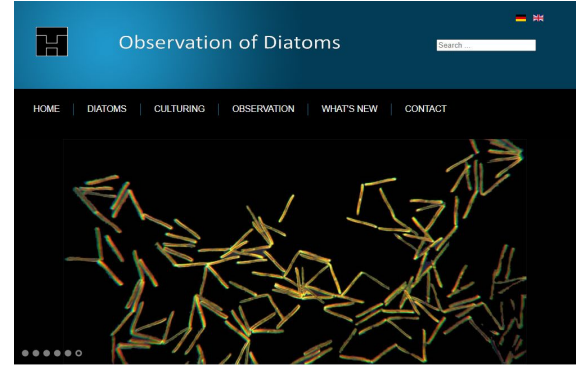 Observation of Diatoms
Search ...
HOME DIATOMS CULTURING OBSERVATION WHAT'S NEW CONTACT